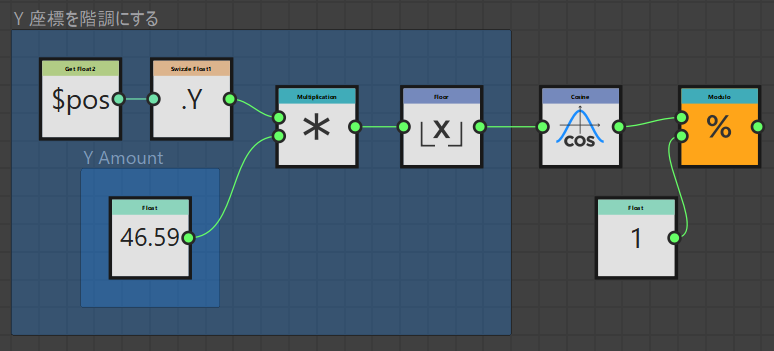 Y 座標を階調にする
Get Float2
$pos
Swizzle Float1
.Y
Multiplication
*
Floor
⌊X⌋
Cosine
cos
Modulo
%
Y Amount
Float
46.59
Float
1